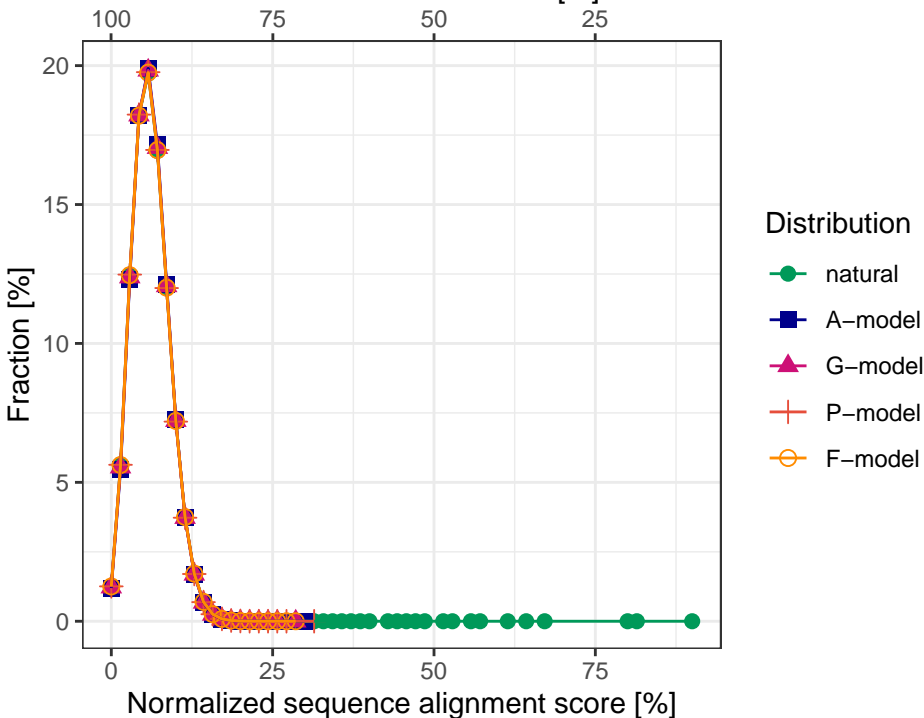 100 75 50 25
20
15
10
5
0
Fraction [%]
0 25 50 75
Normalized sequence alignment score [%]
Distribution
natural
A−model
G−model
P−model
F−model